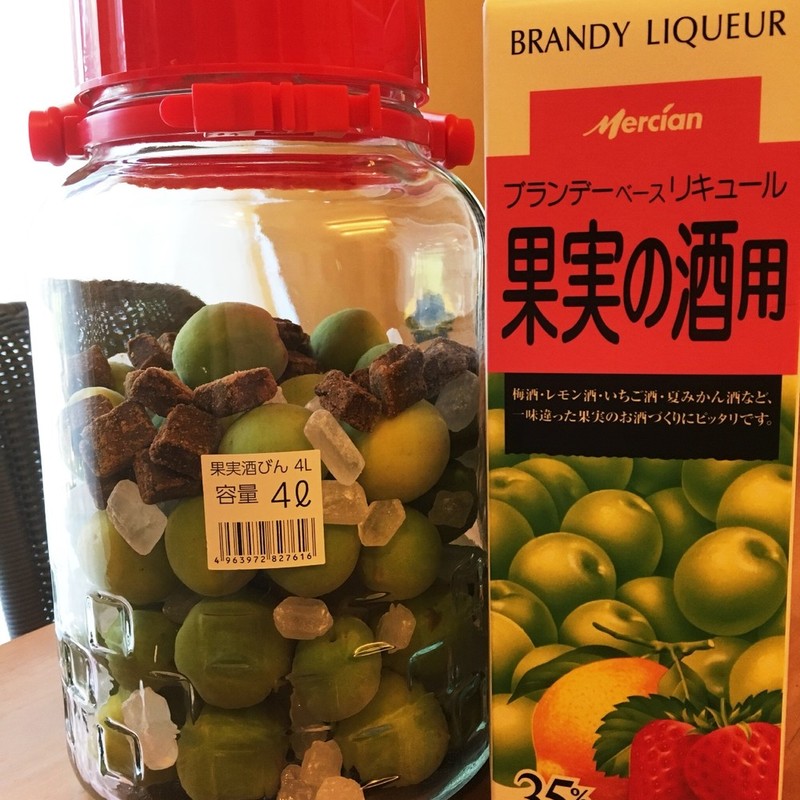 BRANDY LIQUEUR
Mercian
ブランデーベースリキュール
果実の酒用
梅酒・レモン酒・いちご酒・夏みかん酒など、
一味違った果実のお酒づくりにピッタリです。
35%
果実酒びん 4L
容量 4ℓ
4 963972 827616